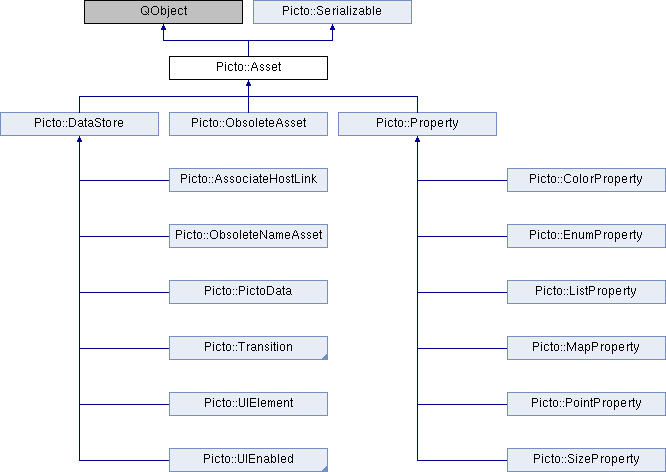 QObject
Picto::Serializable
Picto::Asset
Picto::DataStore
Picto::ObsoleteAsset
Picto::Property
Picto::AssociateHostLink
Picto::ColorProperty
Picto::ObsoleteNameAsset
Picto::EnumProperty
Picto::PictoData
Picto::ListProperty
Picto::Transition
Picto::MapProperty
Picto::UIElement
Picto::PointProperty
Picto::UIEnabled
Picto::SizeProperty